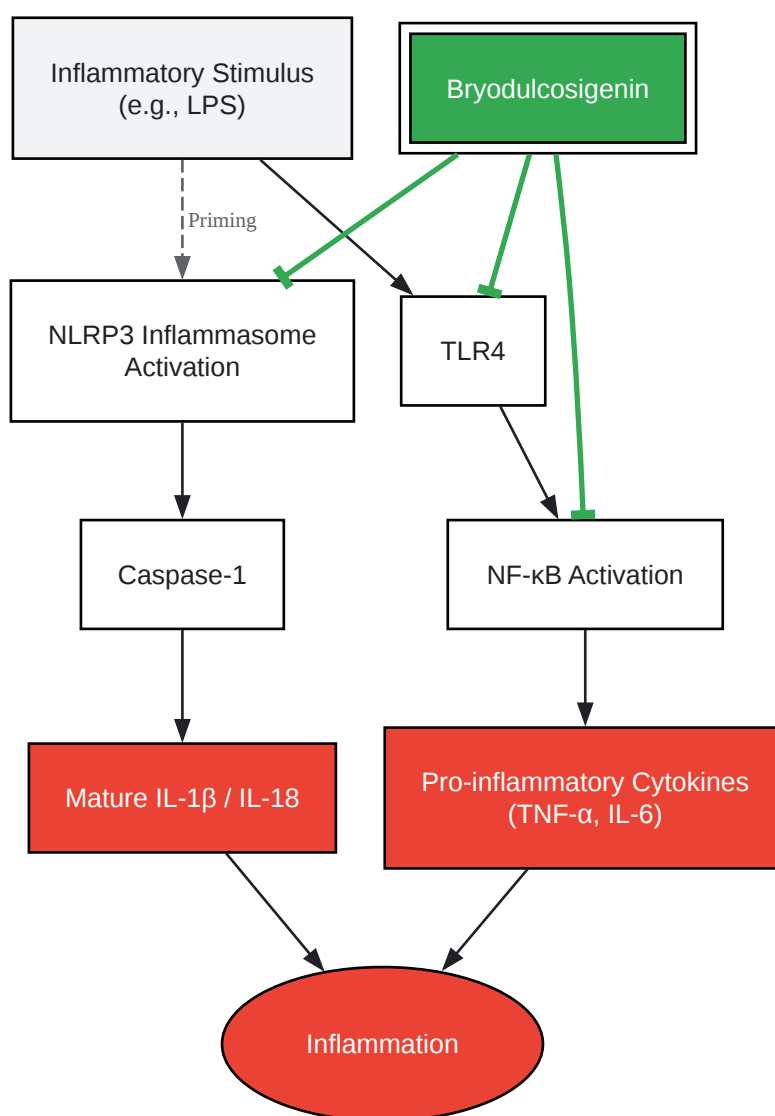 Inflammatory Stimulus
(e.g., LPS)
Bryodulcosigenin
Priming
NLRP3 Inflammasome
Activation
TLR4
Caspase-1
NF-κB Activation
Mature IL-1β / IL-18
Pro-inflammatory Cytokines
(TNF-α, IL-6)
Inflammation